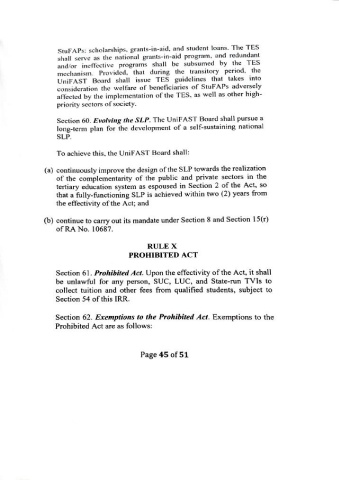 StuFAPs: scholarships, grants-in-aid, and student loans. The TES
shall serve as the national grants-in-aid program, and redundant
and/or ineffective programs shall be subsumed by the TES
mechanism. Provided, that during the transitory period, the
UniFAST Board shall issue TES guidelines that takes into
consideration the welfare of beneficiaries of StuFAPs adversely
affected by the implementation of the TES, as well as other high-
priority sectors of society.
Section 60. Evolving the SLP. The UniFAST Board shall pursue a
long-term plan for the development of a self-sustaining national
SLP.
To achieve this, the UniFAST Board shall:
(a) continuously improve the design of the SLP towards the realization
of the complementarity of the public and private sectors in the
tertiary education system as espoused in Section 2 of the Act, so
that a fully-functioning SLP is achieved within two (2) years from
the effectivity of the Act; and
(b) continue to carry out its mandate under Section 8 and Section 15(r)
of RA No. 10687.
RULE X
PROHIBITED ACT
Section 61. Prohibited Act. Upon the effectivity of the Act, it shall
be unlawful for any person, SUC, LUC, and State-run TVIs to
collect tuition and other fees from qualified students, subject to
Section 54 of this IRR.
Section 62. Exemptions to the Prohibited Act. Exemptions to the
Prohibited Act are as follows:
Page 45 of 51